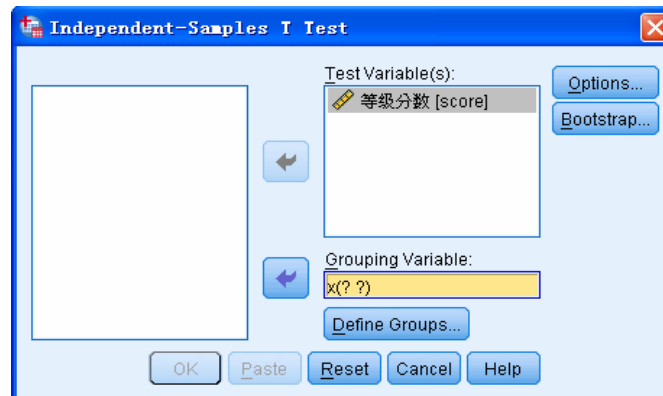 Independent-Samples T Test
Test Variable(s):
等级分数 [score]
Options...
Bootstrap...
Grouping Variable:
x(? ?)
Define Groups...
OK
Paste
Reset
Cancel
Help